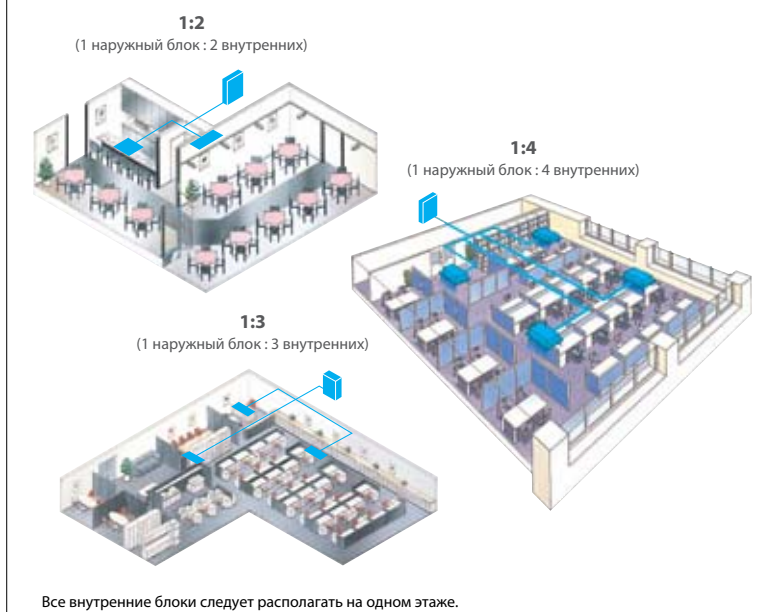 1:2
(1 наружный блок : 2 внутренних)
1:4
(1 наружный блок : 4 внутренних)
1:3
(1 наружный блок : 3 внутренних)
Все внутренние блоки следует располагать на одном этаже.